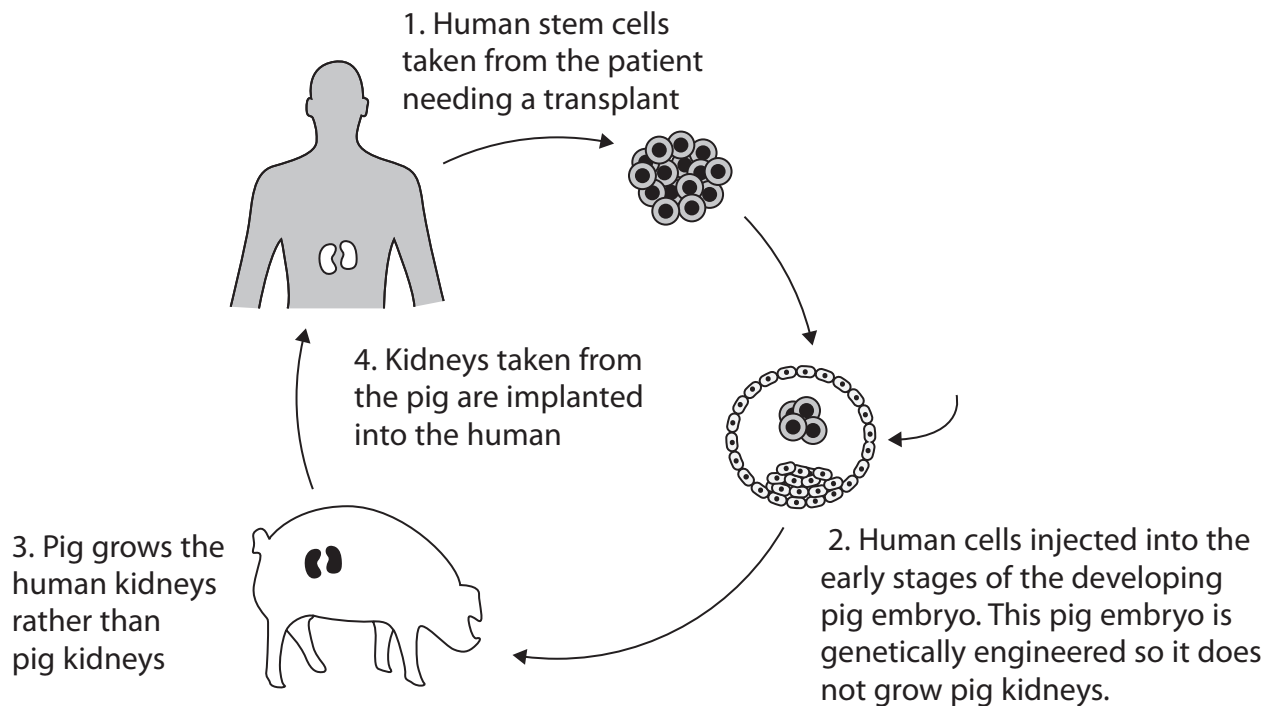 1. Human stem cells
taken from the patient
needing a transplant
4. Kidneys taken from
the pig are implanted
into the human
3. Pig grows the
human kidneys
rather than
pig kidneys
2. Human cells injected into the
early stages of the developing
pig embryo. This pig embryo is
genetically engineered so it does
not grow pig kidneys.